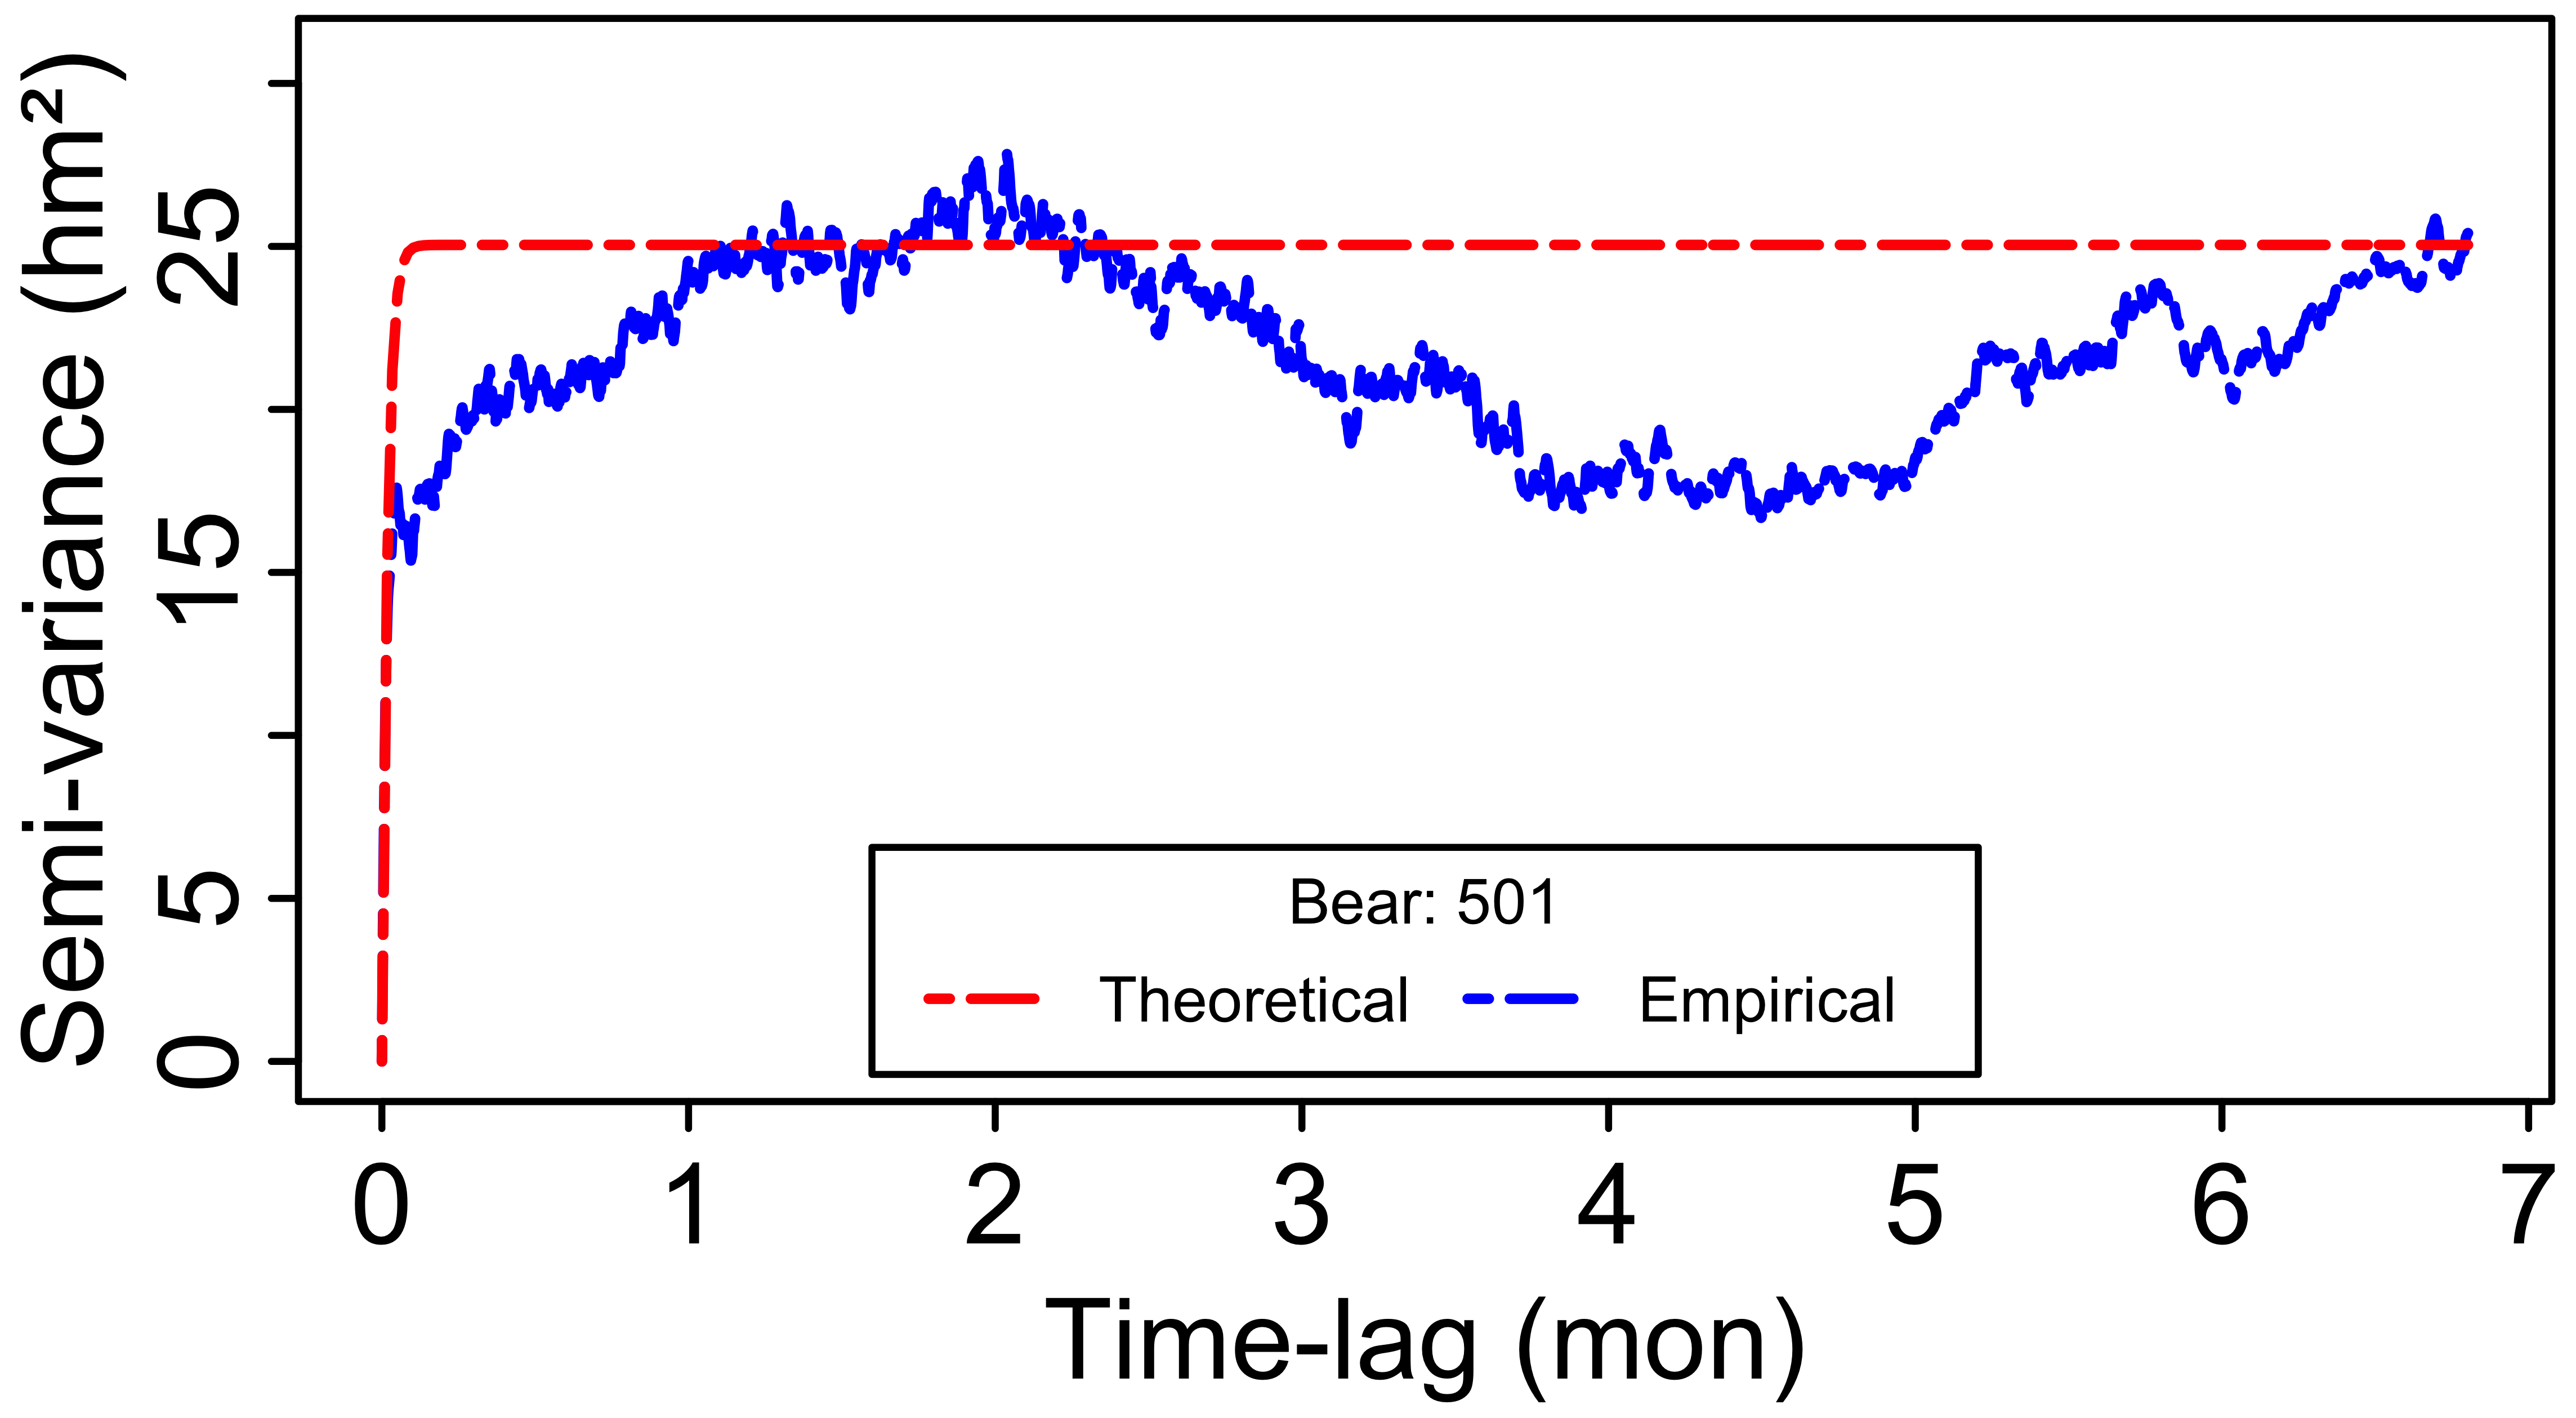 Semi-variance (hm²)
25
15
5
0
Bear: 501
Theoretical Empirical
0 1 2 3 4 5 6 7
Time-lag (mon)